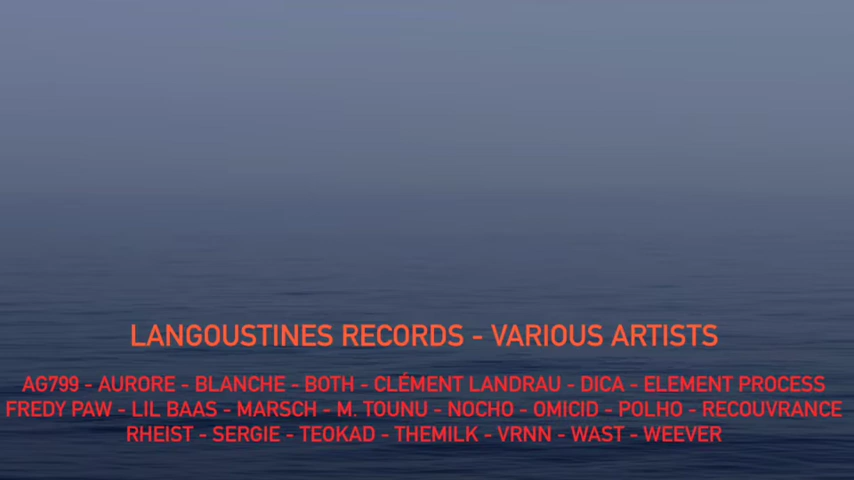 LANGOUSTINES RECORDS - VARIOUS ARTISTS
AG799 - AURORE - BLANCHE - BOTH - CLÉMENT LANDRAU - DICA - ELEMENT PROCESS
FREDY PAW - LIL BAAS - MARSCH - M. TOUNU - NOCHO - OMICID - POLHO - RECOUVRANCE
RHEIST - SERGIE - TEOKAD - THEMILK - VRNN - WAST - WEEVER